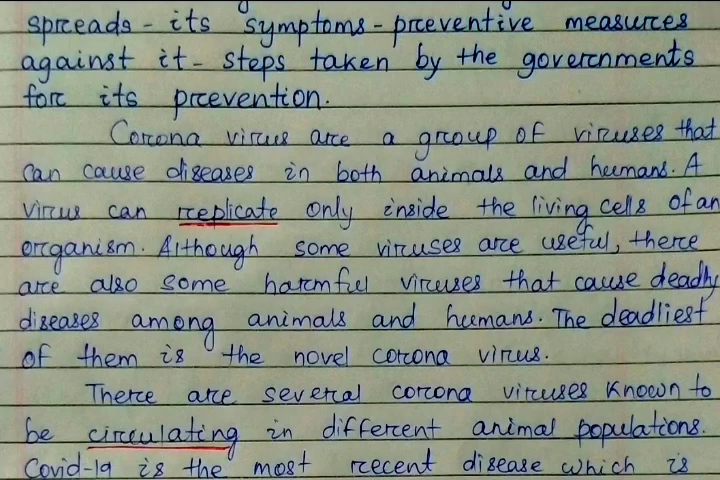 spreads - its symptoms - preventive measures
against it - steps taken by the governments
for its prevention.
Corona virus are a group of viruses that
can cause diseases in both animals and humans. A
virus can replicate only inside the living cells of an
organism. Although some viruses are useful, there
are also some harmful viruses that cause deadly
diseases among animals and humans. The deadliest
of them is the novel corona virus.
There are several corona viruses known to
be circulating in different animal populations.
Covid-19 is the most recent disease which is